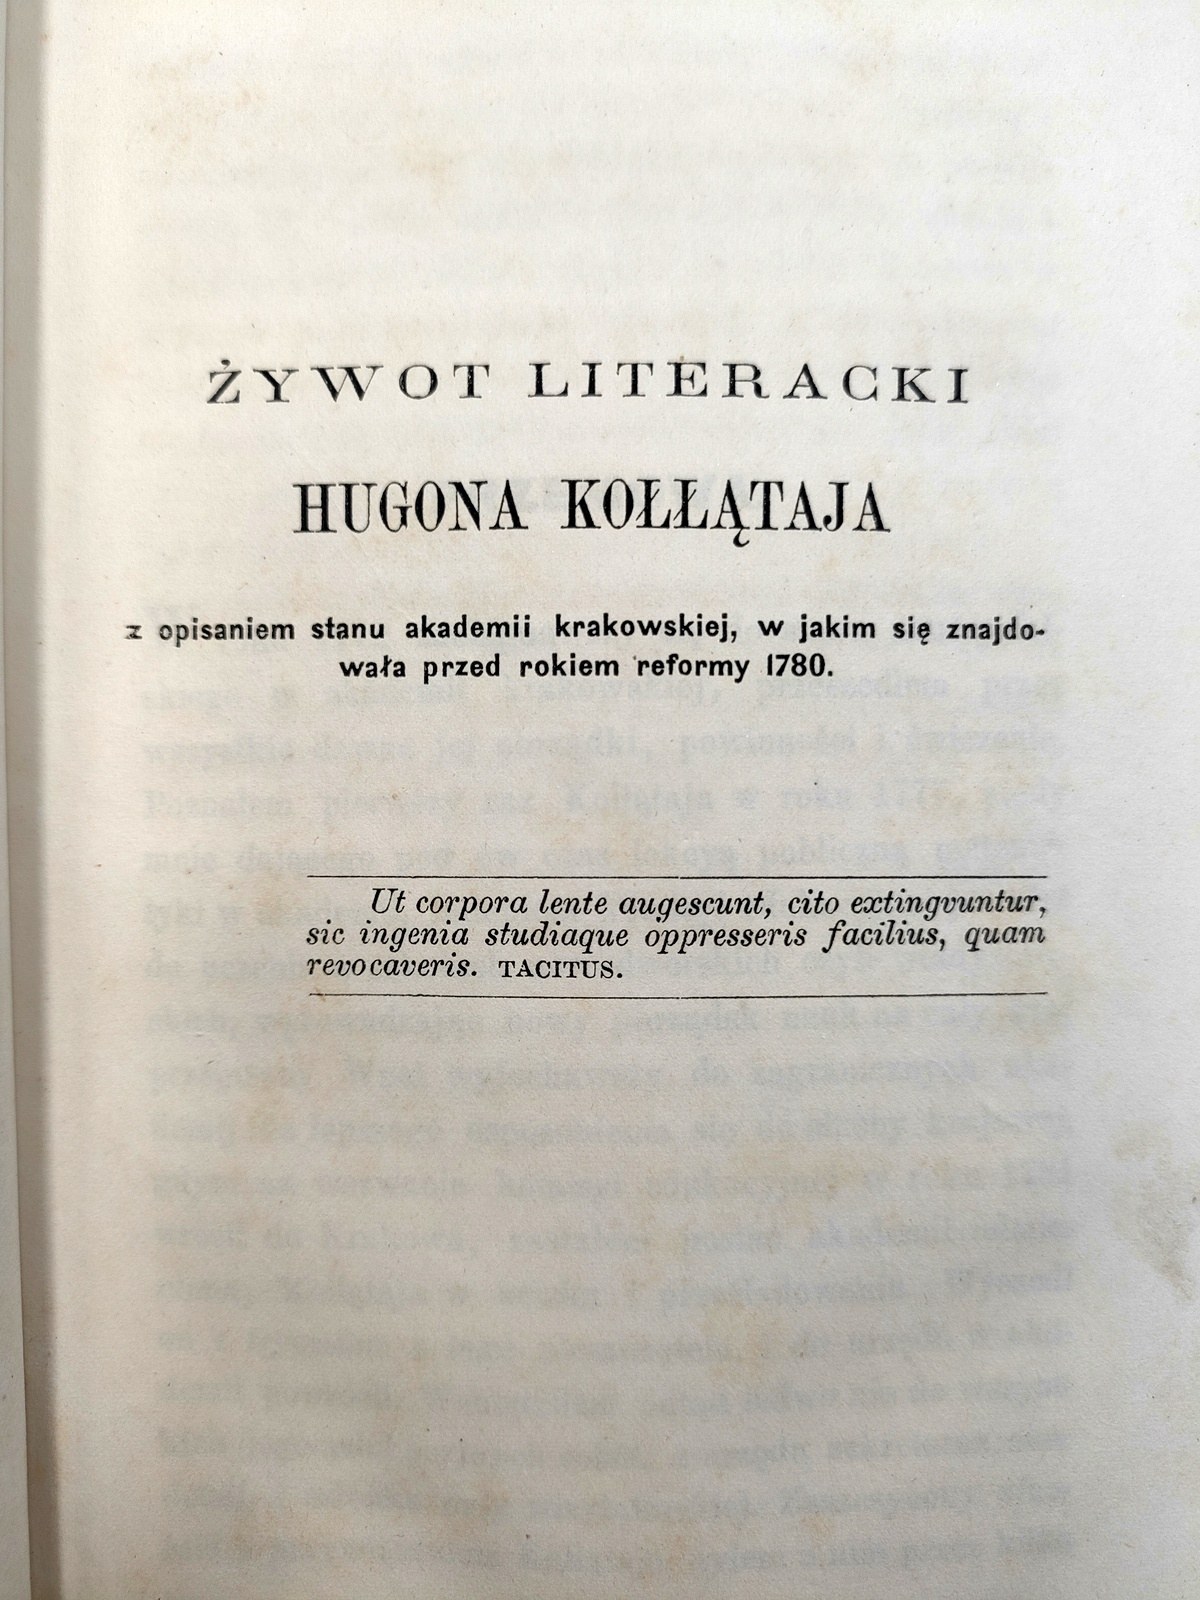 ŻYWOT LITERACKI
HUGONA KOŁŁĄTAJA
z opisaniem stanu akademii krakowskiej, w jakim się znajdo-
wała przed rokiem reformy 1780.
Ut corpora lente augescunt, cito extingvuntur,
sic ingenia studiaque oppresseris facilius, quam
revocaveris. TACITUS.